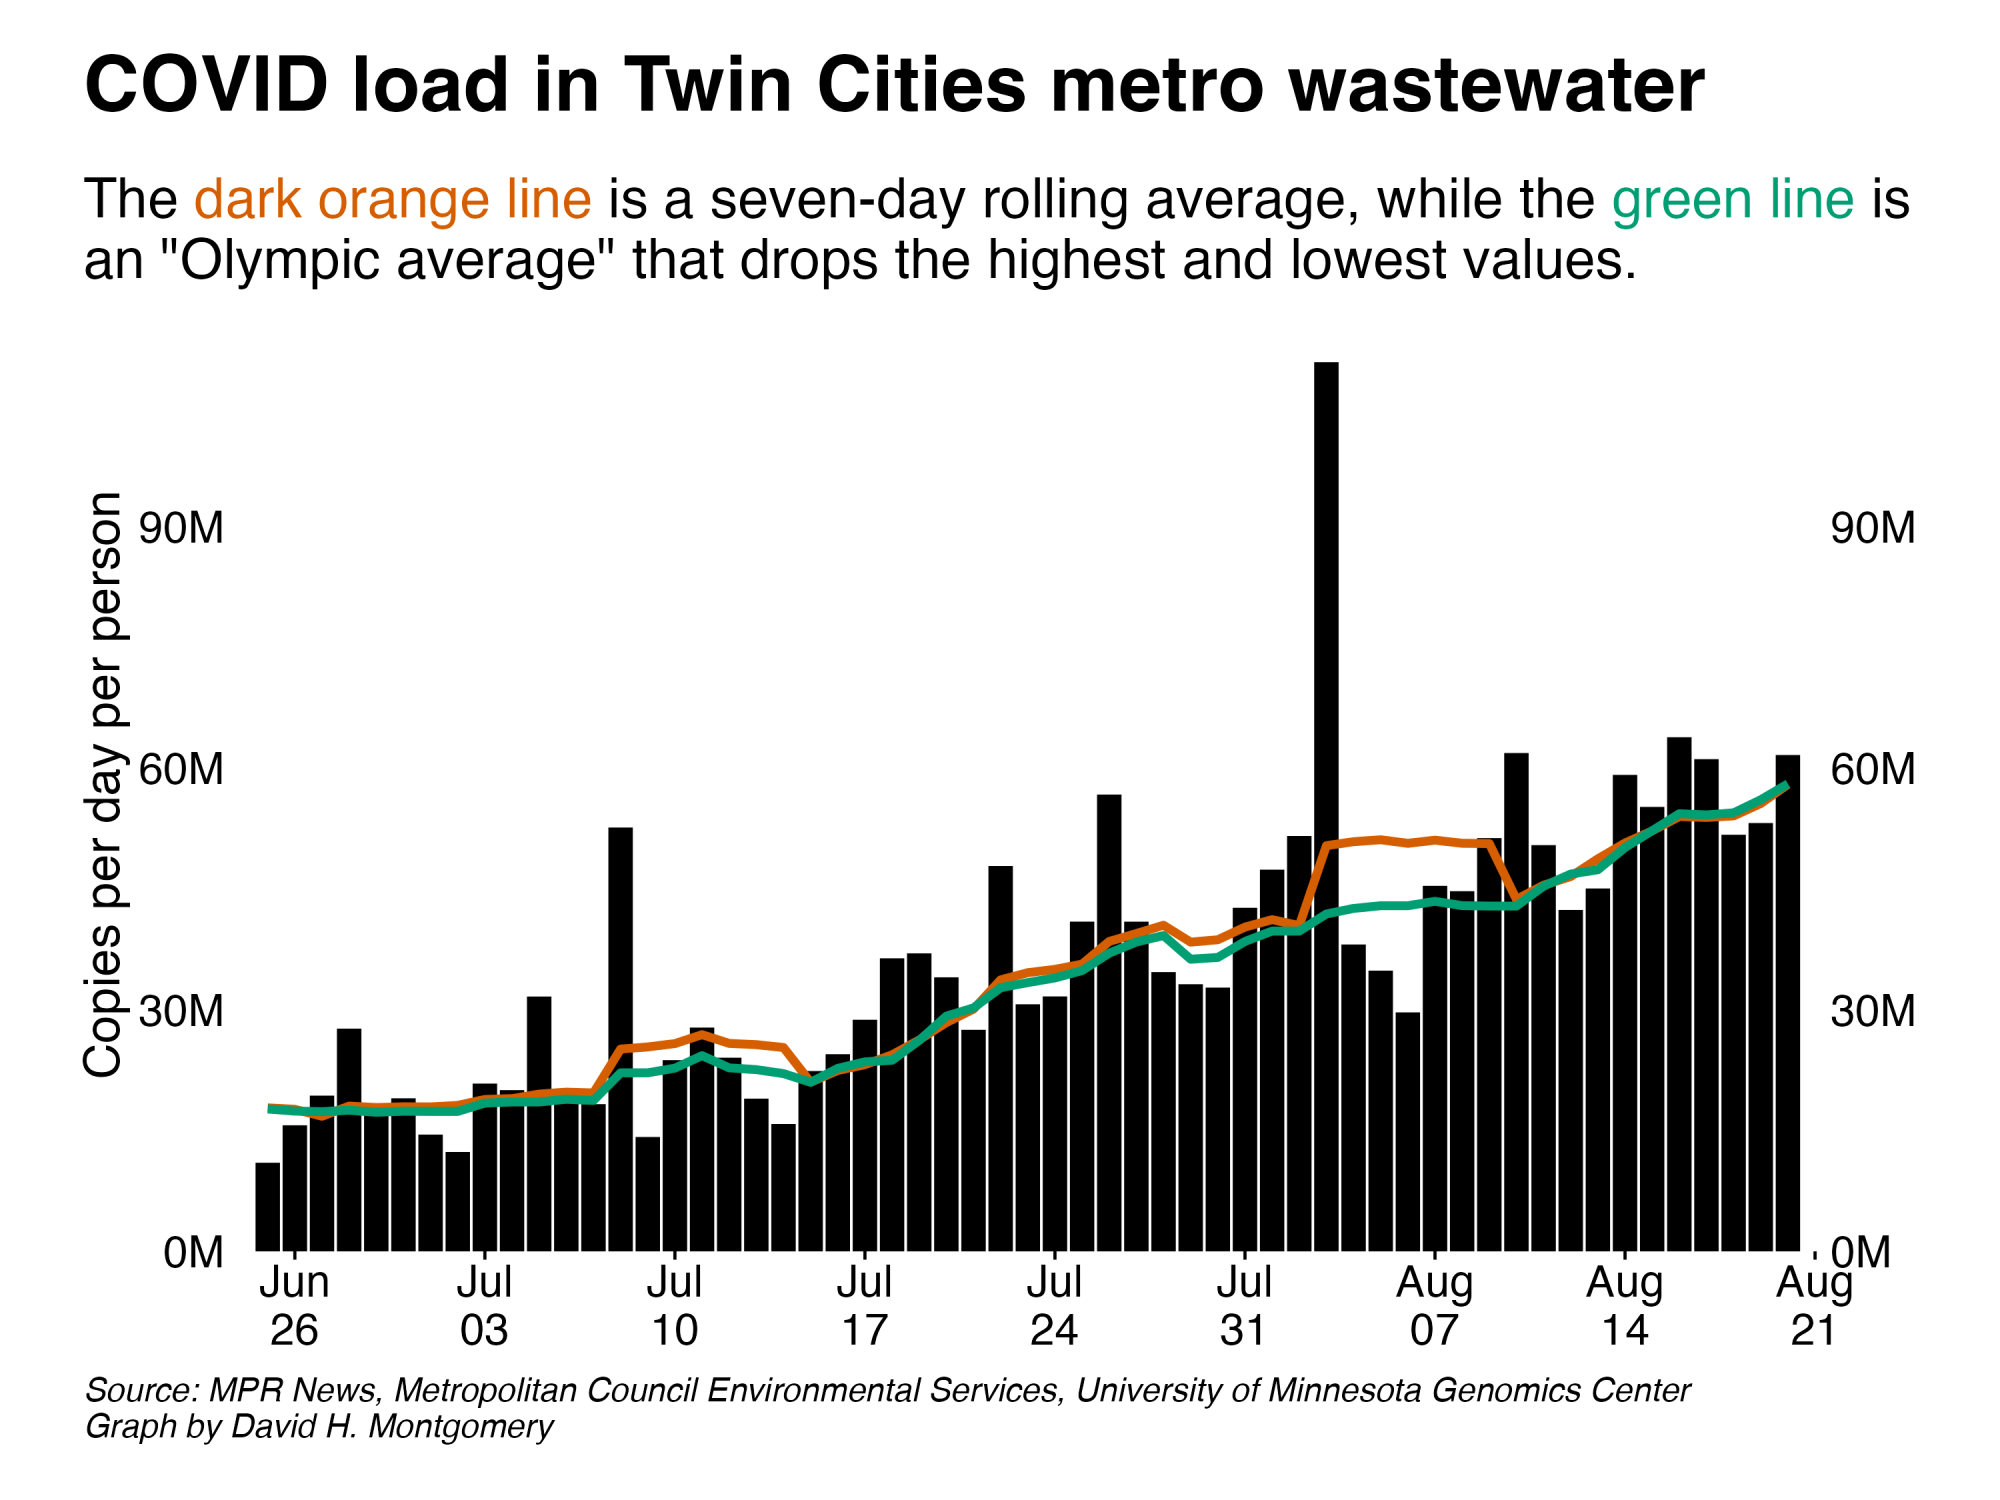 COVID load in Twin Cities metro wastewater
The dark orange line is a seven-day rolling average, while the green line is
an "Olympic average" that drops the highest and lowest values.
Copies per day per person
90M
60M
30M
0M
90M
60M
30M
0M
Jun Jul Jul Jul Jul Jul Aug Aug Aug
26 03 10 17 24 31 07 14 21
Source: MPR News, Metropolitan Council Environmental Services, University of Minnesota Genomics Center
Graph by David H. Montgomery